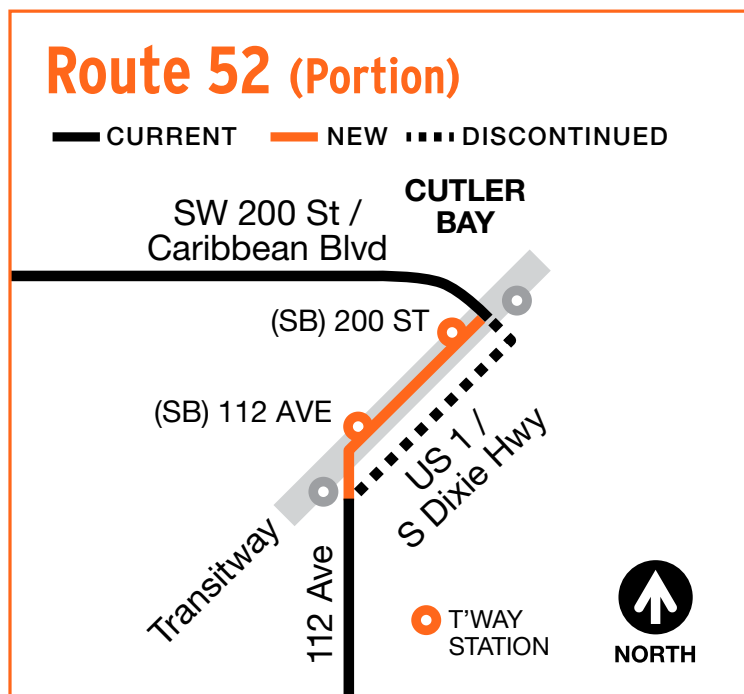 Route 52 (Portion)
CURRENT NEW DISCONTINUED
CUTLER
BAY
SW 200 St /
Caribbean Blvd
(SB) 200 ST
(SB) 112 AVE
US 1 /
S Dixie Hwy
Transitway
112 Ave
T'WAY
STATION
NORTH